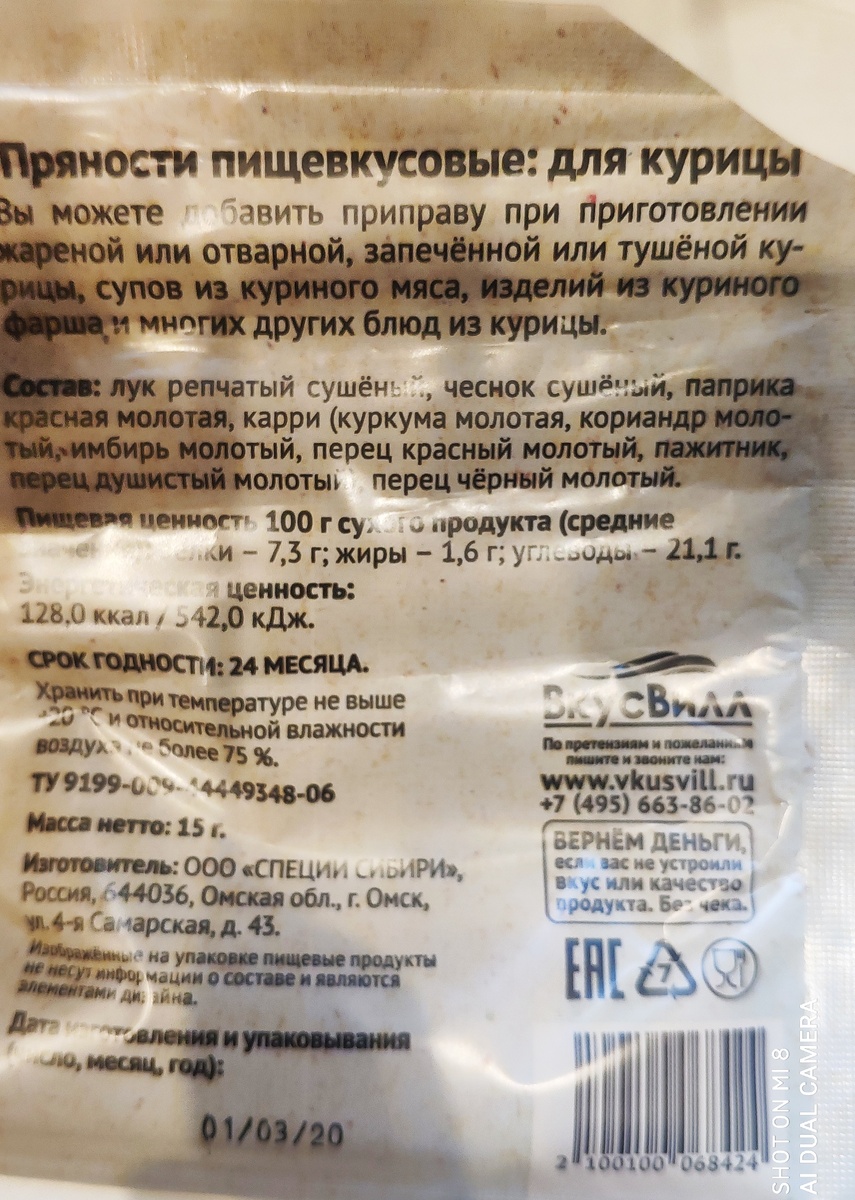 Пряности пищевкусовые: для курицы
Вы можете добавить приправу при приготовлении
жареной или отварной, запечённой или тушёной ку-
рицы, супов из куриного мяса, изделий из куриного
фарша и многих других блюд из курицы.
Состав: лук репчатый сушёный, чеснок сушёный, паприка
красная молотая, карри (куркума молотая, кориандр моло-
тый, имбирь молотый, перец красный молотый, пажитник,
перец душистый молотый, перец чёрный молотый.
Пищевая ценность 100 г сухого продукта (средние
значения): белки – 7,3 г; жиры – 1,6 г; углеводы – 21,1 г.
Энергетическая ценность:
128,0 ккал / 542,0 кДж.
СРОК ГОДНОСТИ: 24 МЕСЯЦА.
Хранить при температуре не выше
+20 °С и относительной влажности
воздуха не более 75 %.
ТУ 9199-009-14449348-06
Масса нетто: 15 г.
Изготовитель: ООО «СПЕЦИИ СИБИРИ»,
Россия, 644036, Омская обл., г. Омск,
ул. 4-я Самарская, д. 43.
Изображённые на упаковке пищевые продукты
не несут информации о составе и являются
элементами дизайна.
Дата изготовления и упаковывания
(число, месяц, год):
01/03/20
ВкусВилл
По претензиям и пожеланиям
пишите и звоните нам:
www.vkusvill.ru
+7 (495) 663-86-02
ВЕРНЁМ ДЕНЬГИ,
если вас не устроили
вкус или качество
продукта. Без чека.
ЕАС 7
2 100100 068424
SHOT ON MI 8
AI DUAL CAMERA